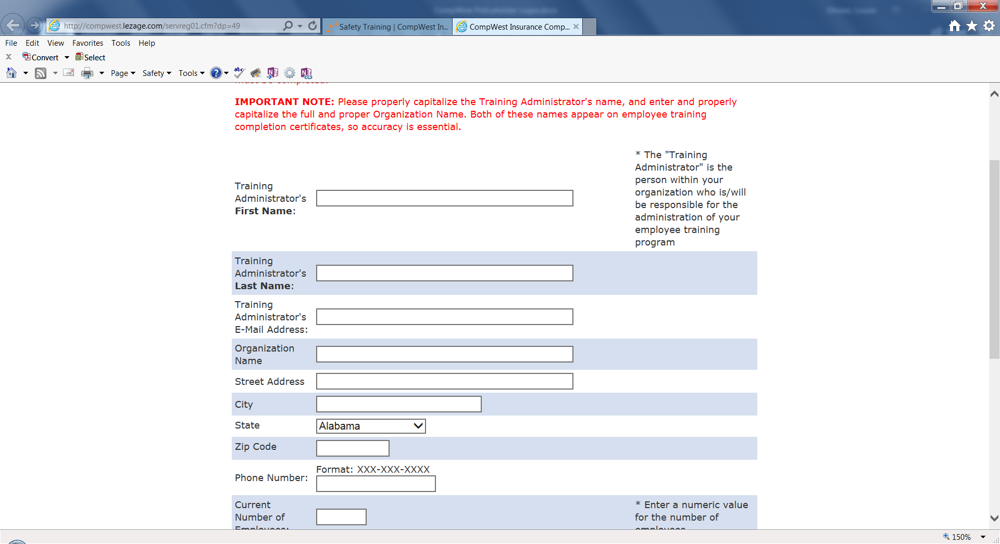 http://compwest.lezage.com/servreg01.cfm?dp=49
Safety Training | CompWest In...
CompWest Insurance Comp...
File Edit View Favorites Tools Help
Convert Select
Page Safety Tools
IMPORTANT NOTE: Please properly capitalize the Training Administrator's name, and enter and properly
capitalize the full and proper Organization Name. Both of these names appear on employee training
completion certificates, so accuracy is essential.
Training
Administrator's
First Name:
* The "Training
Administrator" is the
person within your
organization who is/will
be responsible for the
administration of your
employee training
program
Training
Administrator's
Last Name:
Training
Administrator's
E-Mail Address:
Organization
Name
Street Address
City
State
Alabama
Zip Code
Phone Number:
Format: XXX-XXX-XXXX
Current
Number of
Employees:
* Enter a numeric value
for the number of
employees
150%